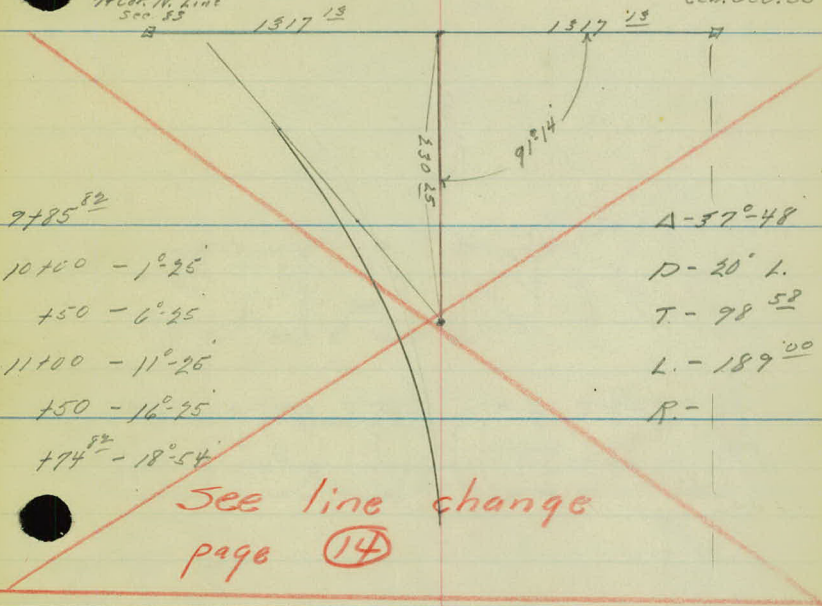 N. Line
Sec. 33
1317 13
1317 13
91°-14'
230 25
9+85 82
10+00 - 1°-25'
+50 - 6°-25
11+00 - 11°-25
+50 - 16°-25
+74 82 - 18°-54'
Δ-37°-48
D- 20° L.
T.- 98 58
L.- 189 00
R.-
See line change
page 14